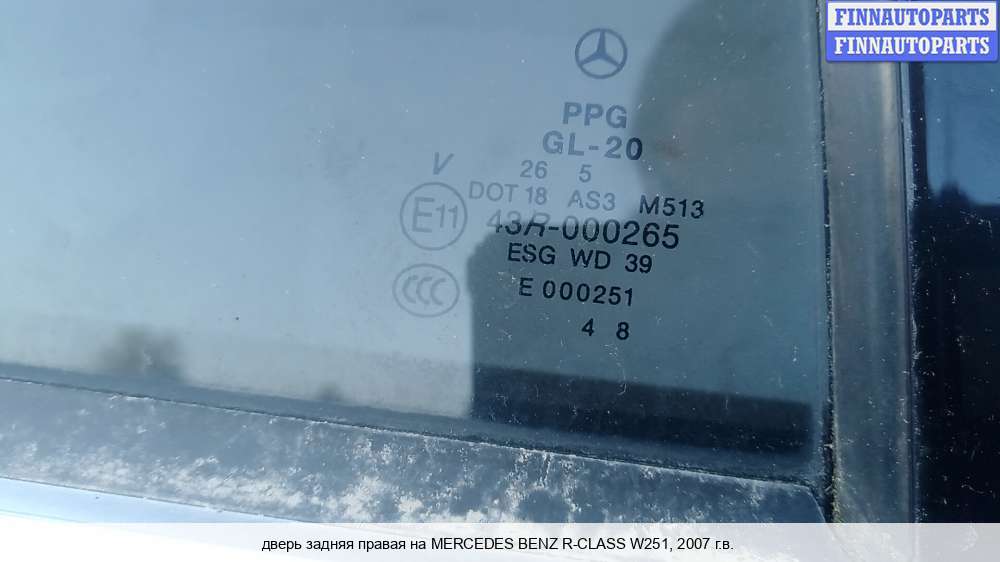 FINNAUTOPARTS
FINNAUTOPARTS
PPG
GL-20
V 26 5
DOT 18 AS3 M513
E11 43R-000265
ESG WD 39
CCC E 000251
4 8
дверь задняя правая на MERCEDES BENZ R-CLASS W251, 2007 г.в.